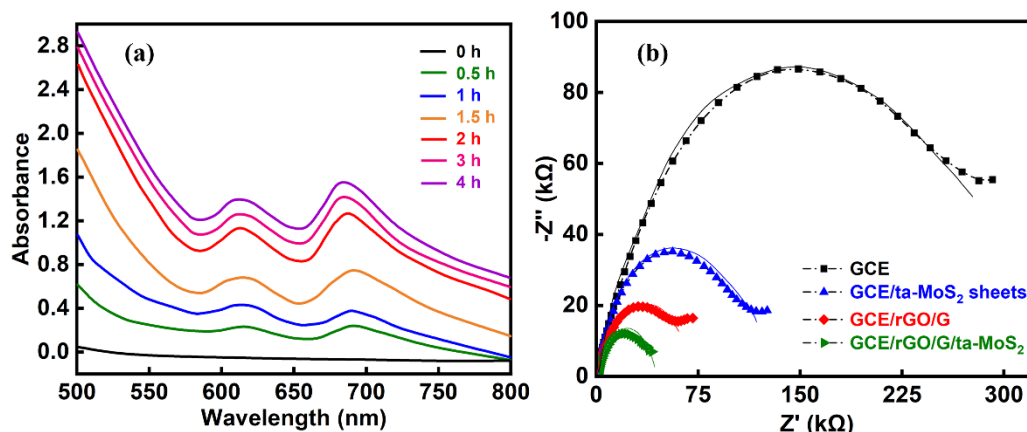 (a)
0 h
0.5 h
1 h
1.5 h
2 h
3 h
4 h
2.8
2.4
2.0
1.6
1.2
0.8
0.4
0.0
Absorbance
500 550 600 650 700 750 800
Wavelength (nm)
(b)
100
80
60
40
20
0
-Z'' (kΩ)
GCE
GCE/ta-MoS₂ sheets
GCE/rGO/G
GCE/rGO/G/ta-MoS₂
0 75 150 225 300
Z' (kΩ)